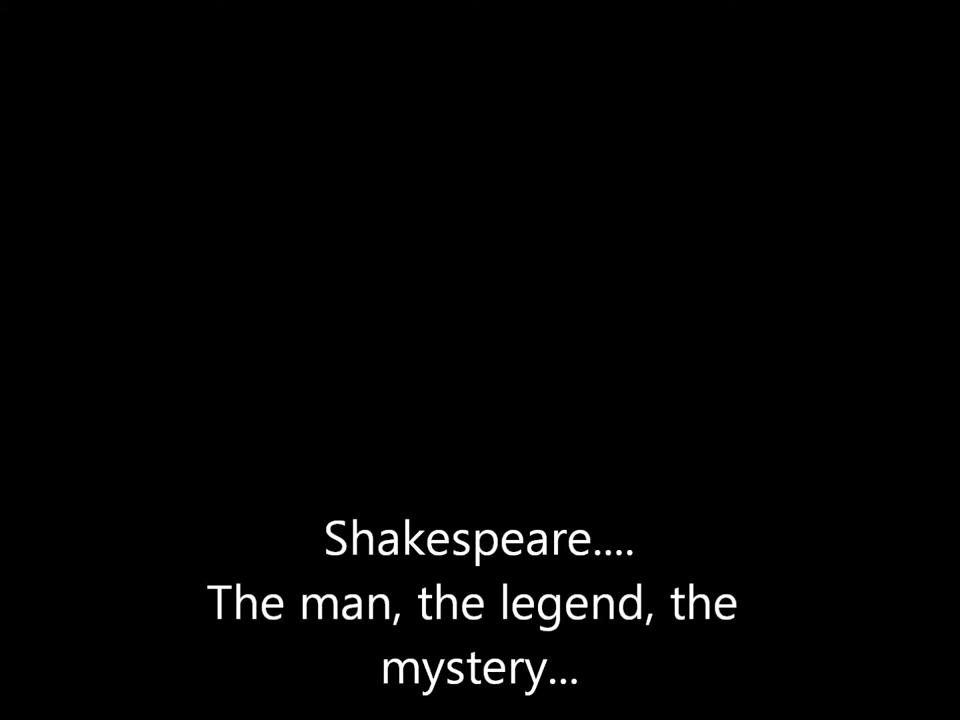 Shakespeare....
The man, the legend, the
mystery...